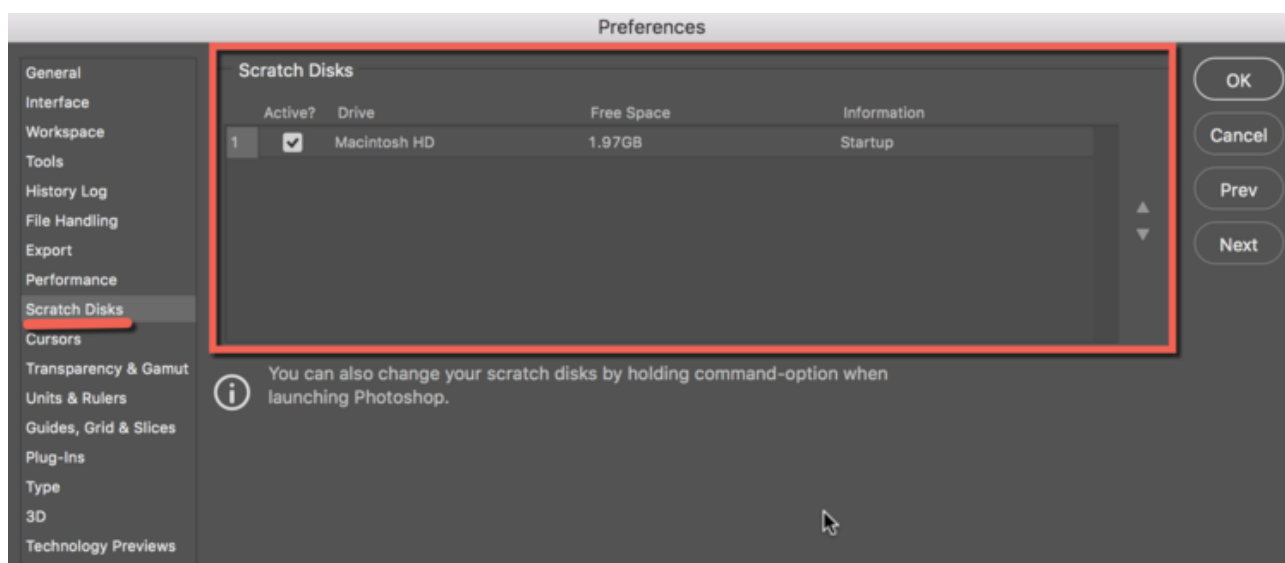 Preferences
General
Interface
Workspace
Tools
History Log
File Handling
Export
Performance
Scratch Disks
Cursors
Transparency & Gamut
Units & Rulers
Guides, Grid & Slices
Plug-Ins
Type
3D
Technology Previews
Scratch Disks
Active? Drive Free Space Information
1 Macintosh HD 1.97GB Startup
You can also change your scratch disks by holding command-option when
launching Photoshop.
OK
Cancel
Prev
Next